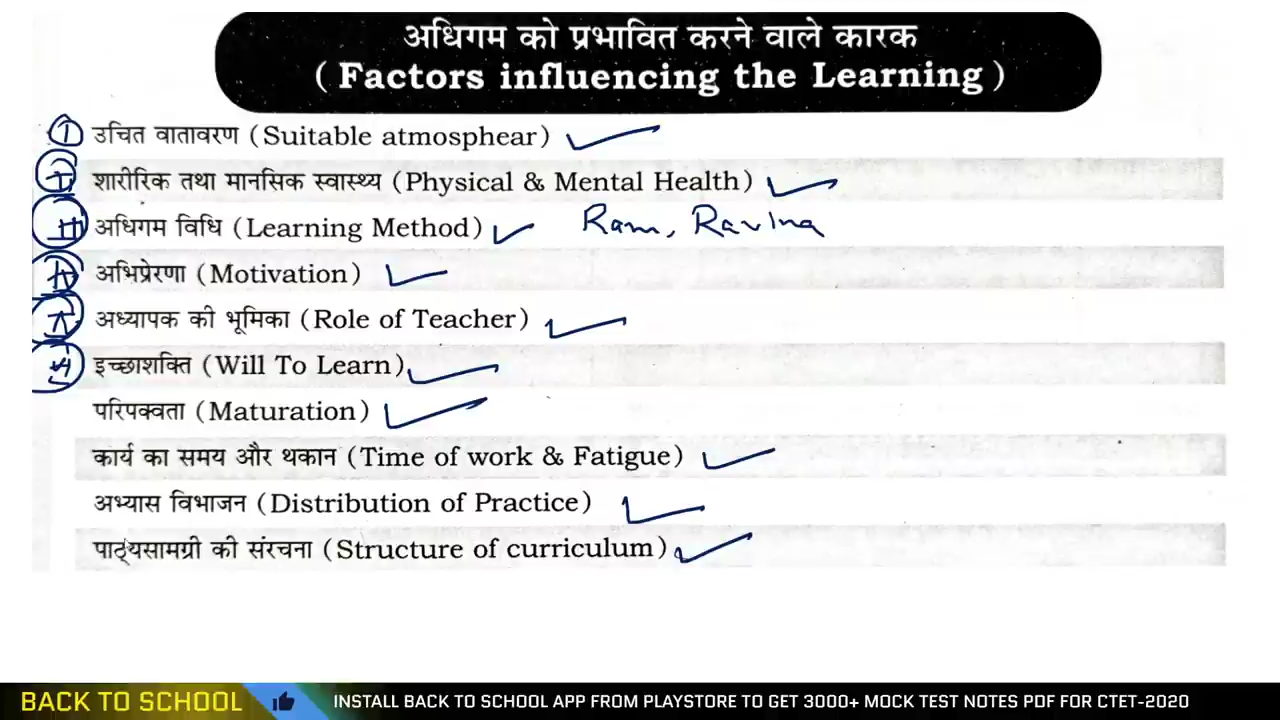 अधिगम को प्रभावित करने वाले कारक
( Factors influencing the Learning )
I उचित वातावरण (Suitable atmosphear)
II शारीरिक तथा मानसिक स्वास्थ्य (Physical & Mental Health)
III अधिगम विधि (Learning Method) Ram, Ravina
IV अभिप्रेरणा (Motivation)
V अध्यापक की भूमिका (Role of Teacher)
इच्छाशक्ति (Will To Learn)
परिपक्वता (Maturation)
कार्य का समय और थकान (Time of work & Fatigue)
अभ्यास विभाजन (Distribution of Practice)
पाठ्यसामग्री की संरचना (Structure of curriculum)
BACK TO SCHOOL INSTALL BACK TO SCHOOL APP FROM PLAYSTORE TO GET 3000+ MOCK TEST NOTES PDF FOR CTET-2020